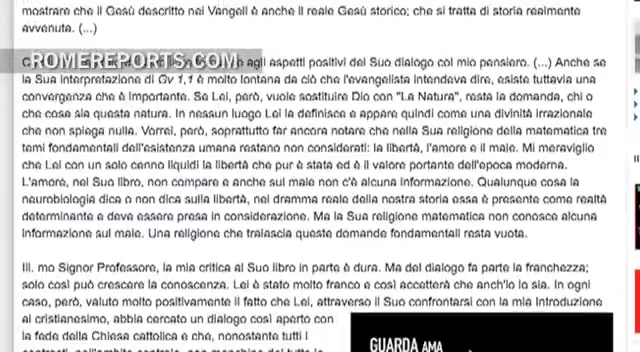 mostrare che il Gesù descritto nei Vangeli è anche il reale Gesù storico; che si tratta di storia realmente
avvenuta. (...)
ROMEREPORTS.COM
agli aspetti positivi del Suo dialogo col mio pensiero. (...) Anche se
la Sua interpretazione di Gv 1,1 è molto lontana da ciò che l'evangelista intendeva dire, esiste tuttavia una
convergenza che è importante. Se Lei, però, vuole sostituire Dio con "La Natura", resta la domanda, chi o
che cosa sia questa natura. In nessun luogo Lei la definisce e appare quindi come una divinità irrazionale
che non spiega nulla. Vorrei, però, soprattutto far ancora notare che nella Sua religione della matematica tre
temi fondamentali dell'esistenza umana restano non considerati: la libertà, l'amore e il male. Mi meraviglio
che Lei con un solo cenno liquidi la libertà che pur è stata ed è il valore portante dell'epoca moderna.
L'amore, nel Suo libro, non compare e anche sul male non c'è alcuna informazione. Qualunque cosa la
neurobiologia dica o non dica sulla libertà, nel dramma reale della nostra storia essa è presente come realtà
determinante e deve essere presa in considerazione. Ma la Sua religione matematica non conosce alcuna
informazione sul male. Una religione che tralascia queste domande fondamentali resta vuota.
Ill. mo Signor Professore, la mia critica al Suo libro in parte è dura. Ma del dialogo fa parte la franchezza;
solo così può crescere la conoscenza. Lei è stato molto franco e così accetterà che anch'io lo sia. In ogni
caso, però, valuto molto positivamente il fatto che Lei, attraverso il Suo confrontarsi con la mia Introduzione
al cristianesimo, abbia cercato un dialogo così aperto con
la fede della Chiesa cattolica e che, nonostante tutti i
GUARDA AMA